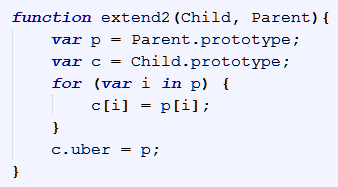 function extend2(Child, Parent){
    var p = Parent.prototype;
    var c = Child.prototype;
    for (var i in p) {
        c[i] = p[i];
    }
    c.uber = p;
}